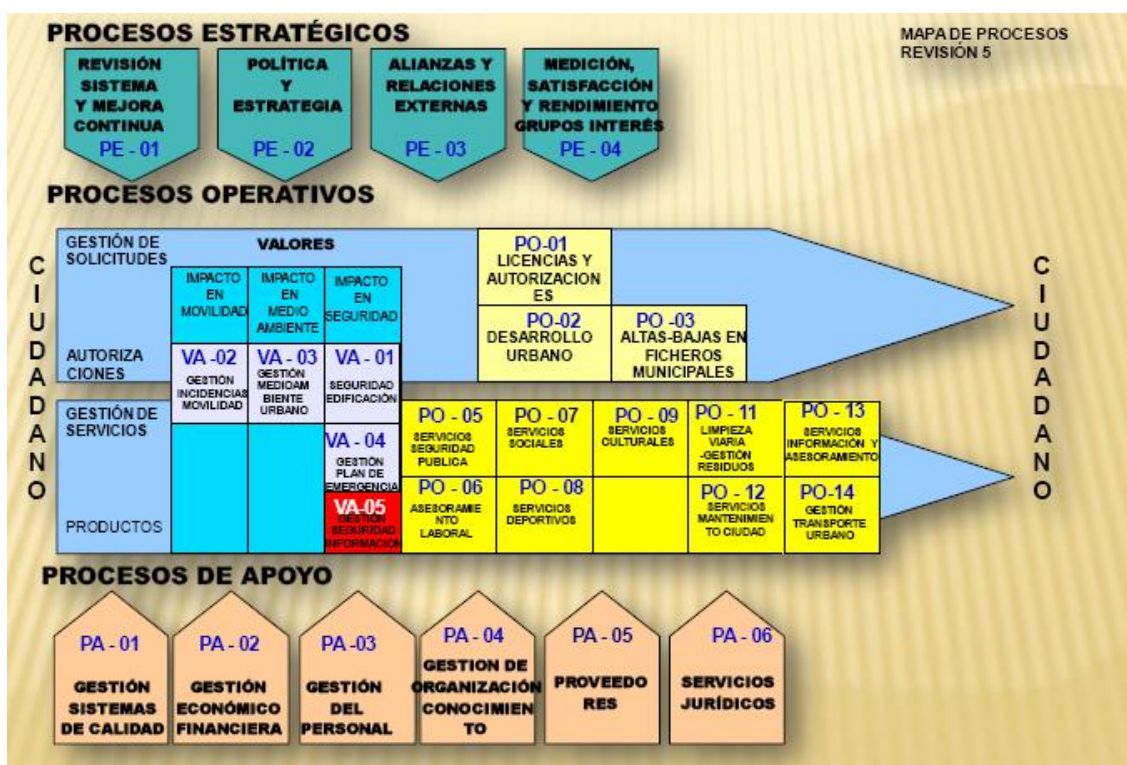 PROCESOS ESTRATÉGICOS
MAPA DE PROCESOS
REVISIÓN 5
REVISIÓN
SISTEMA
Y MEJORA
CONTINUA
PE - 01
POLÍTICA
Y
ESTRATEGIA
PE - 02
ALIANZAS Y
RELACIONES
EXTERNAS
PE - 03
MEDICIÓN,
SATISFACCIÓN
Y RENDIMIENTO
GRUPOS INTERÉS
PE - 04
PROCESOS OPERATIVOS
CIUDADANO
GESTIÓN DE
SOLICITUDES
VALORES
IMPACTO
EN
MOVILIDAD
IMPACTO
EN
MEDIO
AMBIENTE
IMPACTO
EN
SEGURIDAD
PO-01
LICENCIAS Y
AUTORIZACION
ES
PO-02
DESARROLLO
URBANO
PO -03
ALTAS-BAJAS EN
FICHEROS
MUNICIPALES
AUTORIZA
CIONES
VA -02
GESTIÓN
INCIDENCIAS
MOVILIDAD
VA - 03
GESTIÓN
MEDIOAM
BIENTE
URBANO
VA - 01
SEGURIDAD
EDIFICACIÓN
GESTIÓN DE
SERVICIOS
VA - 04
GESTIÓN
PLAN DE
EMERGENCIA
PO - 05
SERVICIOS
SEGURIDAD
PUBLICA
PO - 07
SERVICIOS
SOCIALES
PO - 09
SERVICIOS
CULTURALES
PO - 11
LIMPIEZA
VIARIA
-GESTIÓN
RESIDUOS
PO - 13
SERVICIOS
INFORMACIÓN Y
ASESORAMIENTO
PRODUCTOS
VA-05
GESTIÓN
SEGURIDAD
INFORMACIÓN
PO - 06
ASESORAMIE
NTO
LABORAL
PO - 08
SERVICIOS
DEPORTIVOS
PO - 12
SERVICIOS
MANTENIMIEN
TO CIUDAD
PO-14
GESTIÓN
TRANSPORTE
URBANO
CIUDADANO
PROCESOS DE APOYO
PA - 01
GESTIÓN
SISTEMAS
DE CALIDAD
PA - 02
GESTIÓN
ECONÓMICO
FINANCIERA
PA -03
GESTIÓN
DEL
PERSONAL
PA - 04
GESTION DE
ORGANIZACIÓN
CONOCIMIEN
TO
PA - 05
PROVEEDO
RES
PA - 06
SERVICIOS
JURÍDICOS